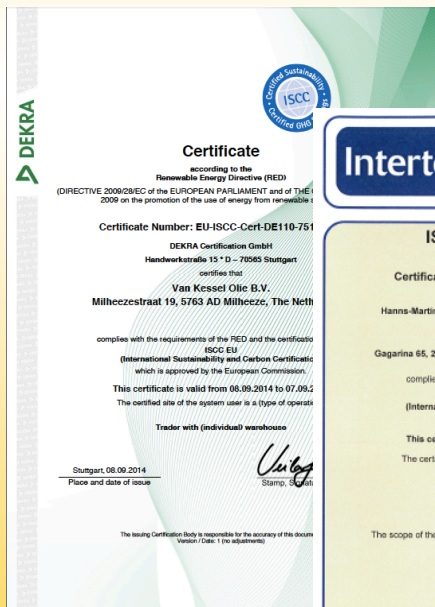 DEKRA
Certified Sustainability
ISCC
Certified GHG
Certificate
according to the
Renewable Energy Directive (RED)
(DIRECTIVE 2009/28/EC of the EUROPEAN PARLIAMENT and of THE
2009 on the promotion of the use of energy from renewable
Certificate Number: EU-ISCC-Cert-DE110-751
DEKRA Certification GmbH
Handwerkstraße 15 * D – 70565 Stuttgart
certifies that
Van Kessel Olie B.V.
Milheezestraat 19, 5763 AD Milheeze, The Neth
complies with the requirements of the RED and the certificatio
ISCC EU
(International Sustainability and Carbon Certificatio
which is approved by the European Commission.
This certificate is valid from 08.09.2014 to 07.09.2
The certified site of the system user is a (type of operati
Trader with (individual) warehouse
Stuttgart, 08.09.2014
Place and date of issue
Stamp, Signat
The issuing Certification Body is responsible for the accuracy of this docume
Version / Date: 1 (no adjustments)
Interte
IS
Certifica
Hanns-Martin
Gagarina 65, 2
complie
(Interna
This ce
The cert
The scope of the